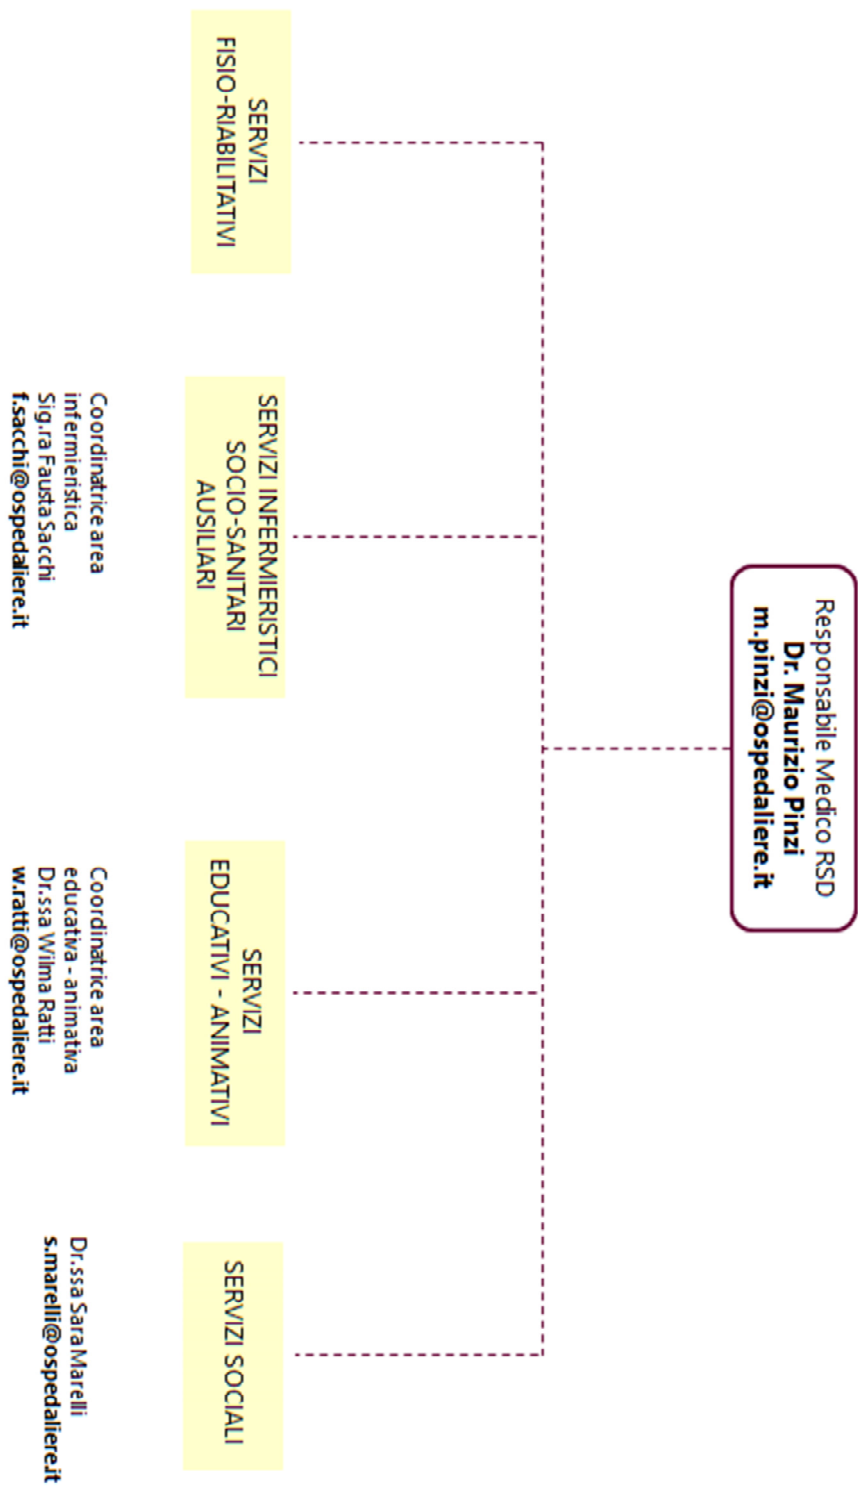 Responsabile Medico RSD
Dr. Maurizio Pinzi
m.pinzi@ospedaliere.it
SERVIZI
FISIO-RIABILITATIVI
SERVIZI INFERMIERISTICI
SOCIO-SANITARI
AUSILIARI
SERVIZI
EDUCATIVI - ANIMATIVI
SERVIZI SOCIALI
Coordinatrice area
infermieristica
Sig.ra Fausta Sacchi
f.sacchi@ospedaliere.it
Coordinatrice area
educativa - animativa
Dr.ssa Wilma Ratti
w.ratti@ospedaliere.it
Dr.ssa Sara Marelli
s.marelli@ospedaliere.it